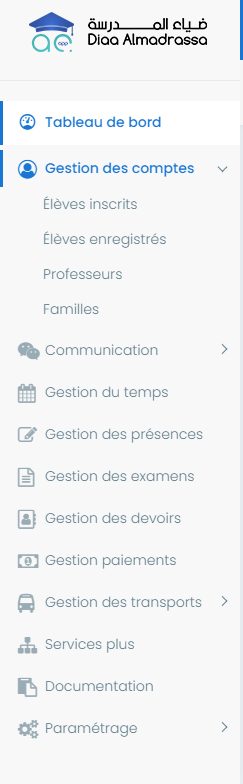 ضياء المدرسة
app
Diaa Almadrassa
Tableau de bord
Gestion des comptes
Élèves inscrits
Élèves enregistrés
Professeurs
Familles
Communication
Gestion du temps
Gestion des présences
Gestion des examens
Gestion des devoirs
Gestion paiements
Gestion des transports
Services plus
Documentation
Paramétrage